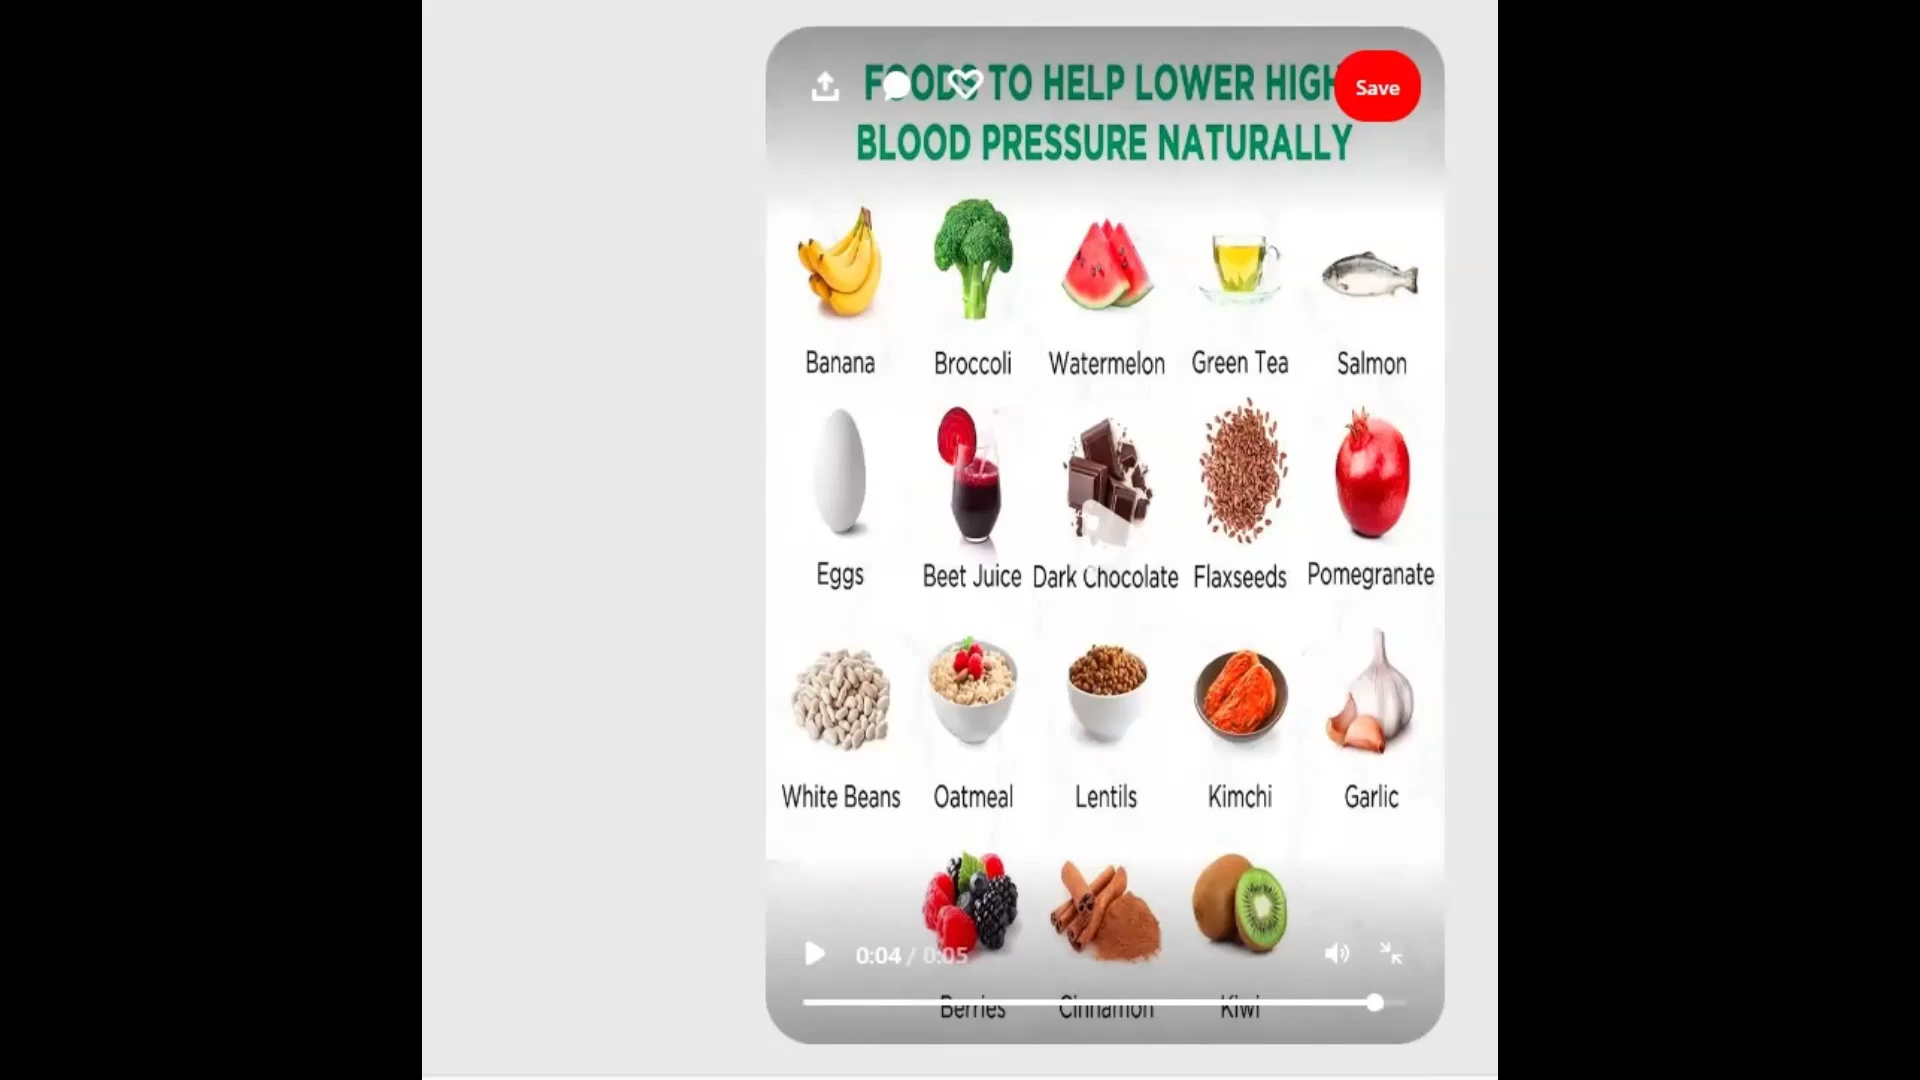 FOODS TO HELP LOWER HIGH
Save
BLOOD PRESSURE NATURALLY
Banana Broccoli Watermelon Green Tea Salmon
Eggs Beet Juice Dark Chocolate Flaxseeds Pomegranate
White Beans Oatmeal Lentils Kimchi Garlic
0:04 / 0:05
Berries Cinnamon Kiwi